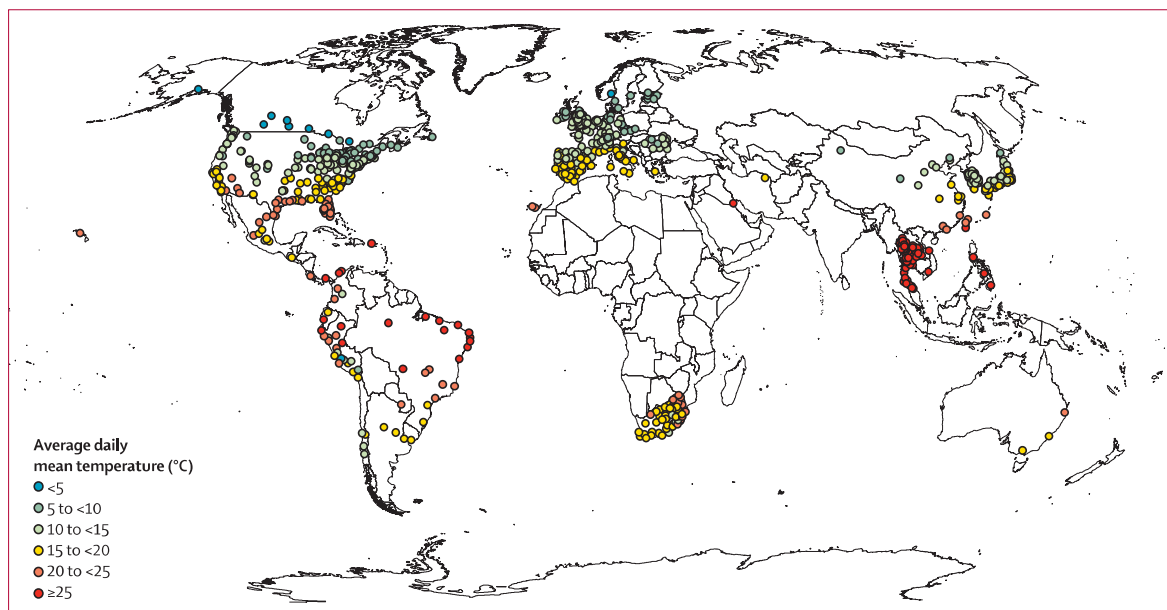 Average daily
mean temperature (°C)
<5
5 to <10
10 to <15
15 to <20
20 to <25
≥25